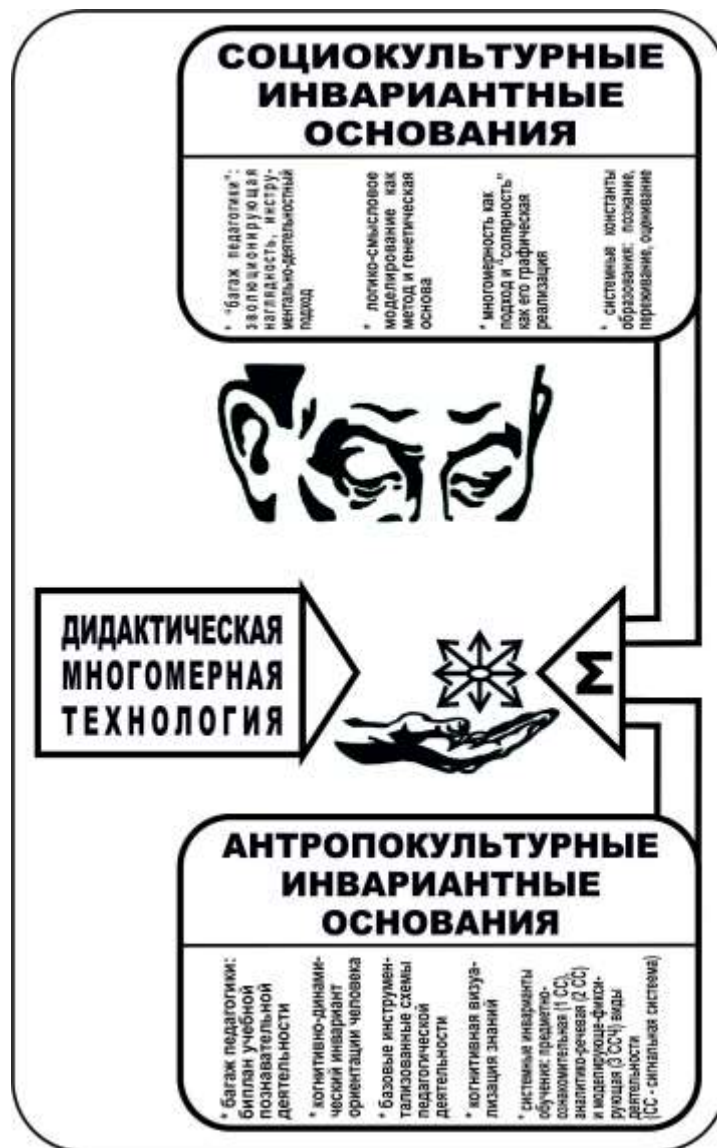 СОЦИОКУЛЬТУРНЫЕ
ИНВАРИАНТНЫЕ
ОСНОВАНИЯ
* "багаж педагогики":
эволюционирующая
наглядность, инстру-
ментально-деятельностный
подход
* логико-смысловое
моделирование как
метод и генетическая
основа
* многомерность как
подход и "солярность"
как его графическая
реализация
* системные константы
образования: познание,
переживание, оценивание
ДИДАКТИЧЕСКАЯ
МНОГОМЕРНАЯ
ТЕХНОЛОГИЯ
Σ
АНТРОПОКУЛЬТУРНЫЕ
ИНВАРИАНТНЫЕ
ОСНОВАНИЯ
* багаж педагогики:
биплан учебной
познавательной
деятельности
* когнитивно-динами-
ческий инвариант
ориентации человека
* базовые инструмен-
тализованные схемы
педагогической
деятельности
* когнитивная визуа-
лизация знаний
* системные инварианты
обучения: предметно-
ознакомительная (1 СС),
аналитико-речевая (2 СС)
и моделирующе-фикси-
рующая (3 ССЧ) виды
деятельности
(СС - сигнальная система)